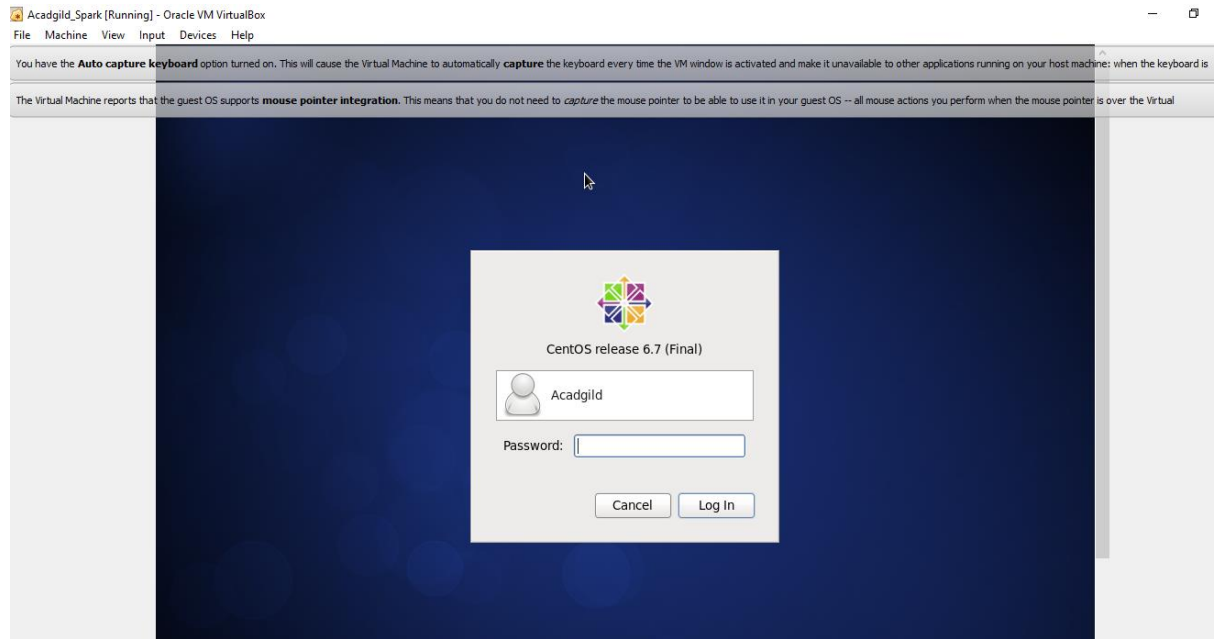 Acadgild_Spark [Running] - Oracle VM VirtualBox
File Machine View Input Devices Help
You have the Auto capture keyboard option turned on. This will cause the Virtual Machine to automatically capture the keyboard every time the VM window is activated and make it unavailable to other applications running on your host machine: when the keyboard is
The Virtual Machine reports that the guest OS supports mouse pointer integration. This means that you do not need to capture the mouse pointer to be able to use it in your guest OS -- all mouse actions you perform when the mouse pointer is over the Virtual
CentOS release 6.7 (Final)
Acadgild
Password:
Cancel Log In